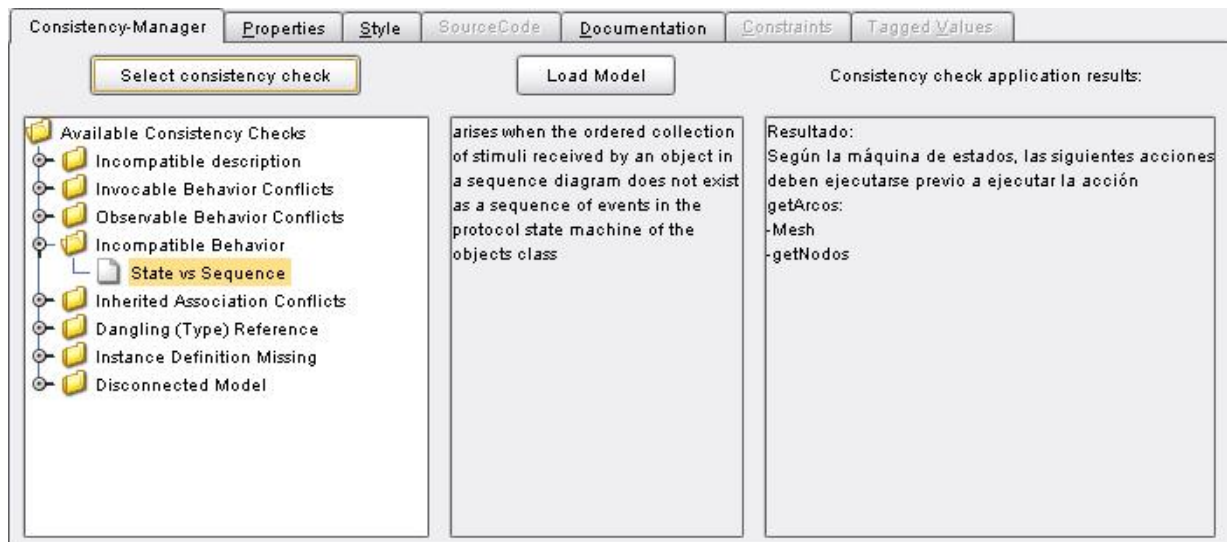 Consistency-Manager
Properties
Style
SourceCode
Documentation
Constraints
Tagged Values
Select consistency check
Load Model
Consistency check application results:
Available Consistency Checks
Incompatible description
Invocable Behavior Conflicts
Observable Behavior Conflicts
Incompatible Behavior
State vs Sequence
Inherited Association Conflicts
Dangling (Type) Reference
Instance Definition Missing
Disconnected Model
arises when the ordered collection
of stimuli received by an object in
a sequence diagram does not exist
as a sequence of events in the
protocol state machine of the
objects class
Resultado:
Según la máquina de estados, las siguientes acciones
deben ejecutarse previo a ejecutar la acción
getArcos:
-Mesh
-getNodos